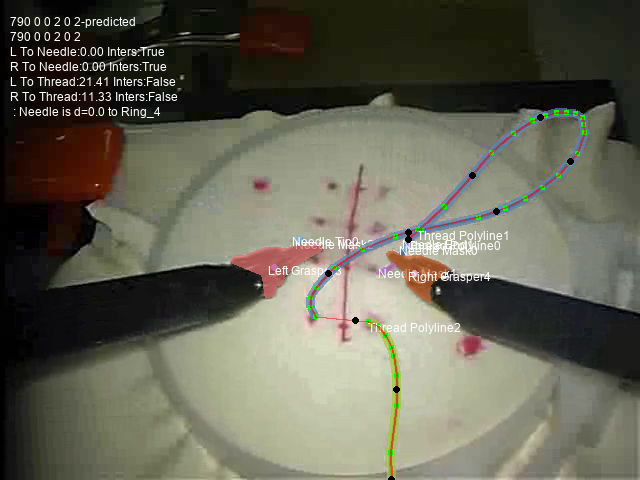 790 0 0 2 0 2-predicted
790 0 0 2 0 2
L To Needle:0.00 Inters:True
R To Needle:0.00 Inters:True
L To Thread:21.41 Inters:False
R To Thread:11.33 Inters:False
: Needle is d=0.0 to Ring_4
Thread Polyline1
Needle Tip0
Needle Mask0
Left Grasper3
Right Grasper4
Thread Polyline2